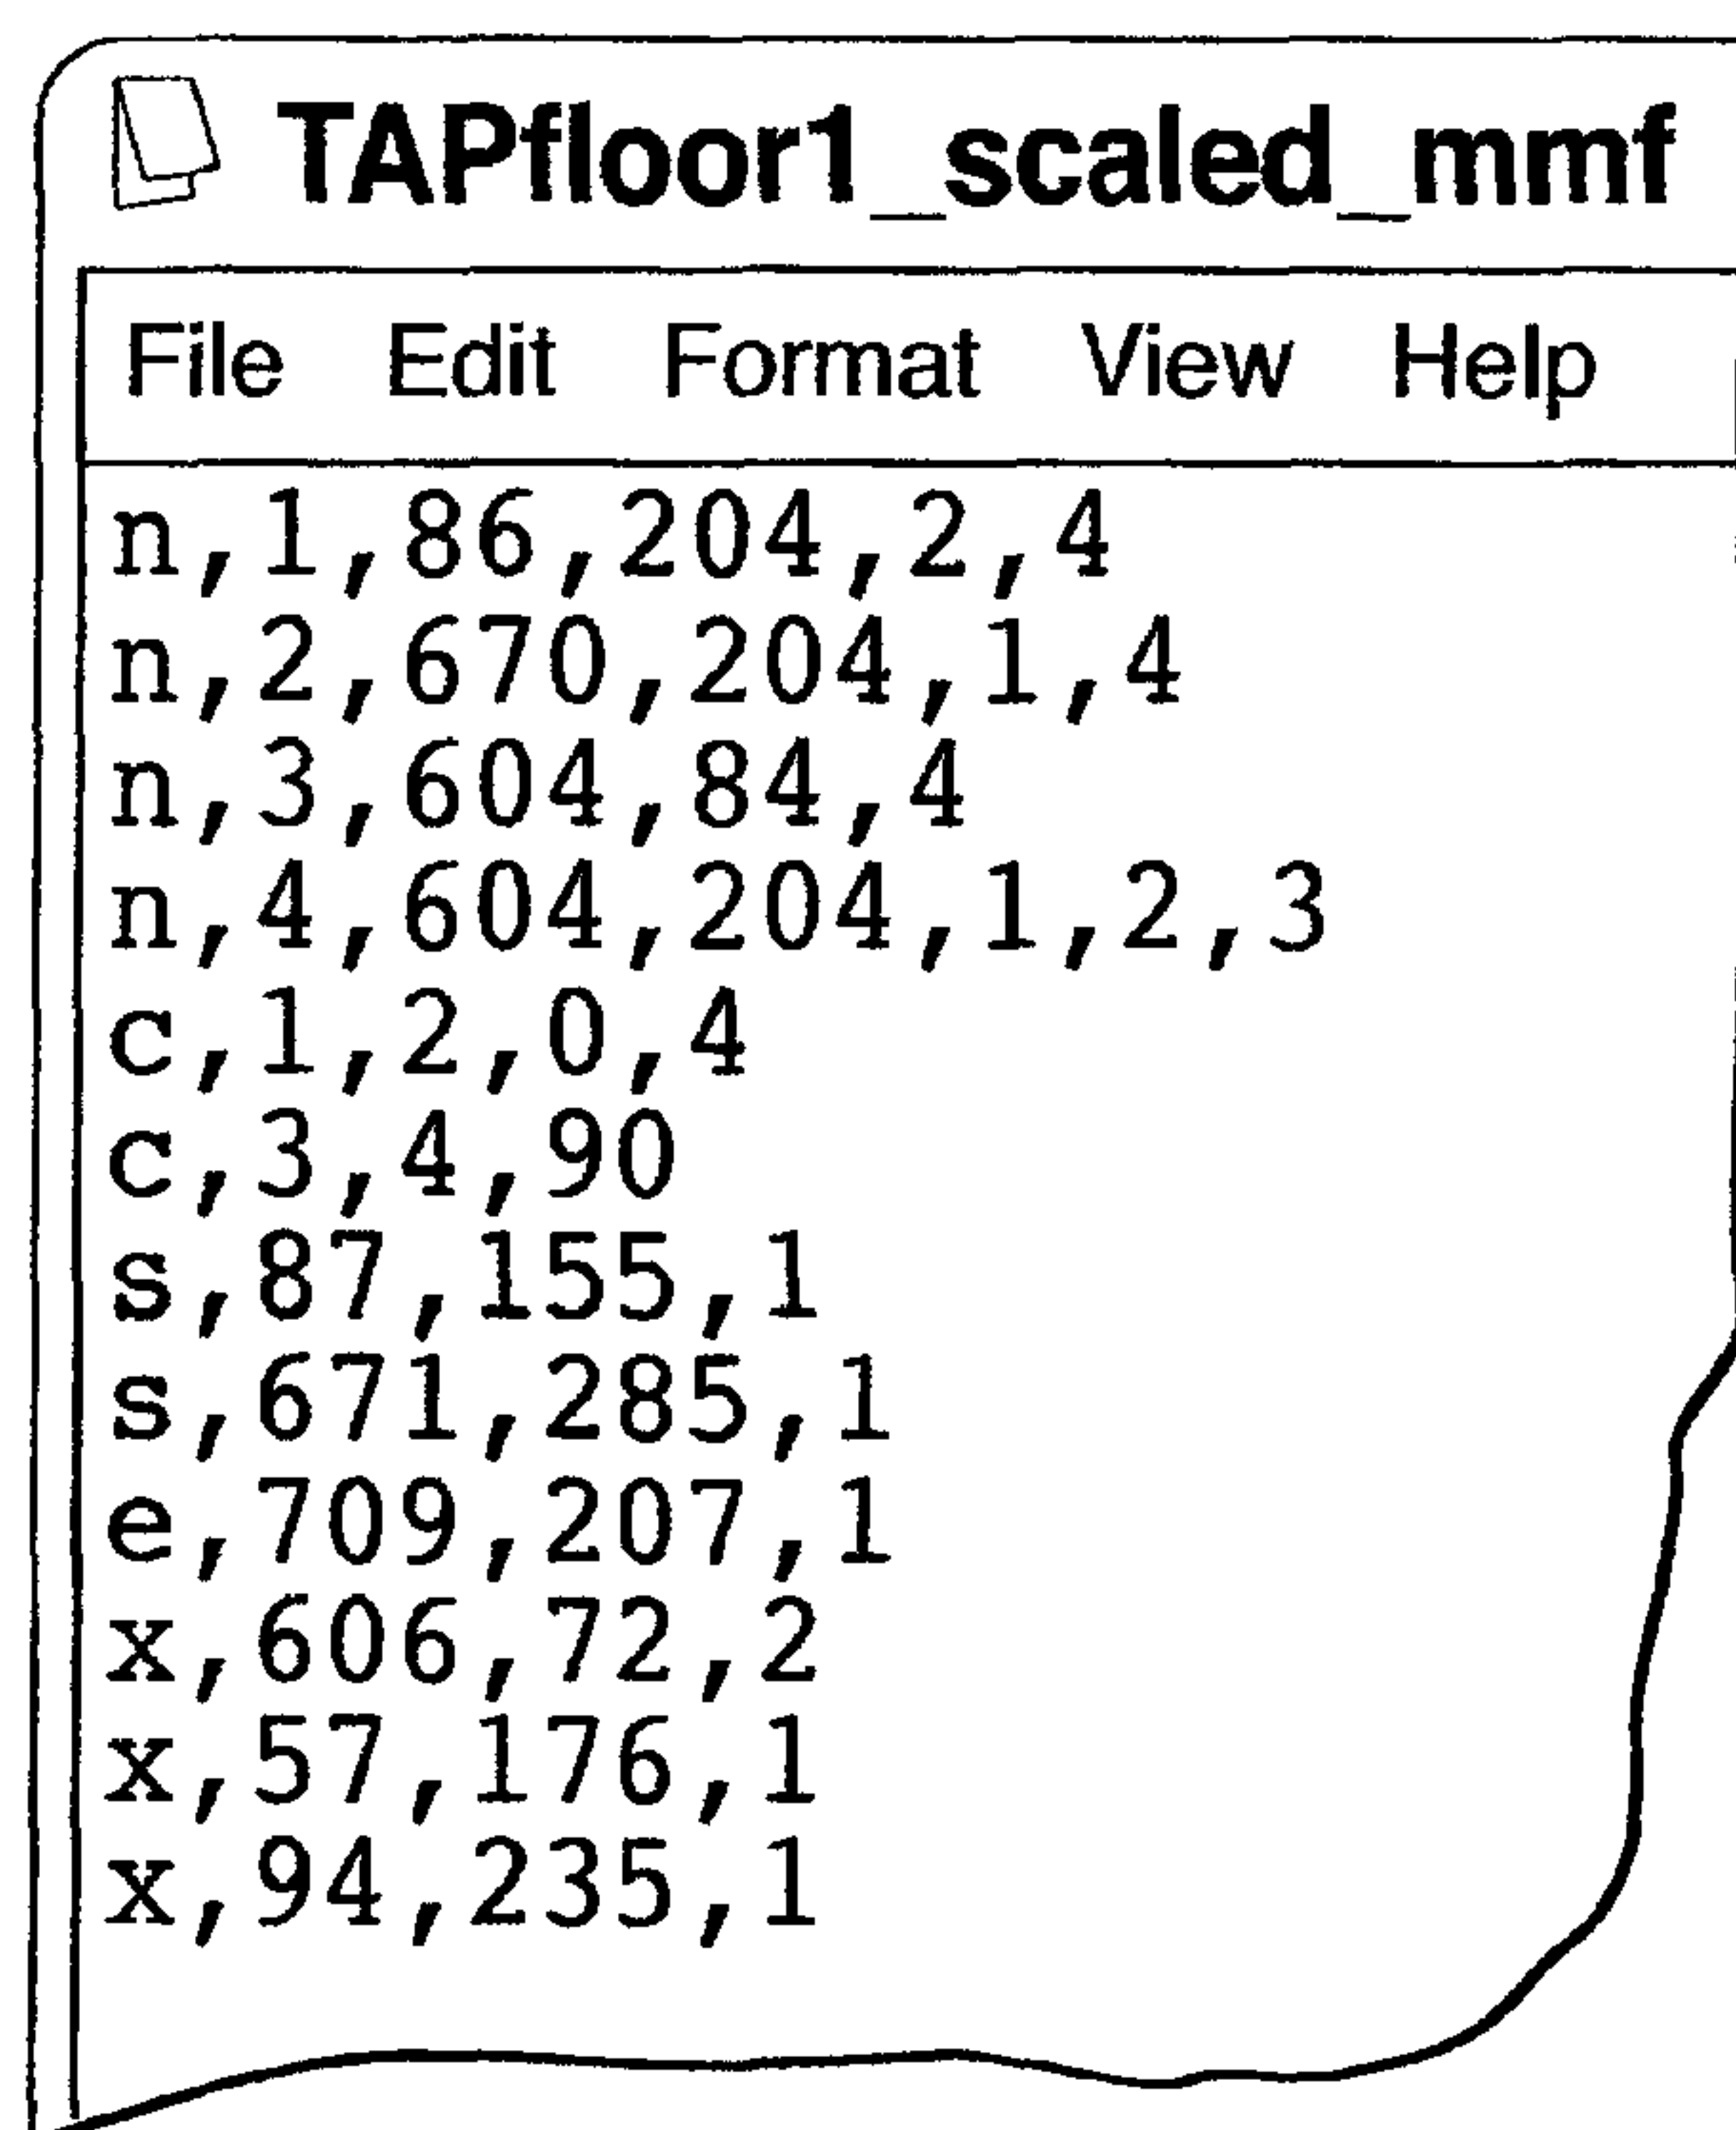 TAPfloor1_scaled_mmf
File Edit Format View Help
n,1,86,204,2,4
n,2,670,204,1,4
n,3,604,84,4
n,4,604,204,1,2,3
c,1,2,0,4
c,3,4,90
s,87,155,1
s,671,285,1
e,709,207,1
x,606,72,2
x,57,176,1
x,94,235,1